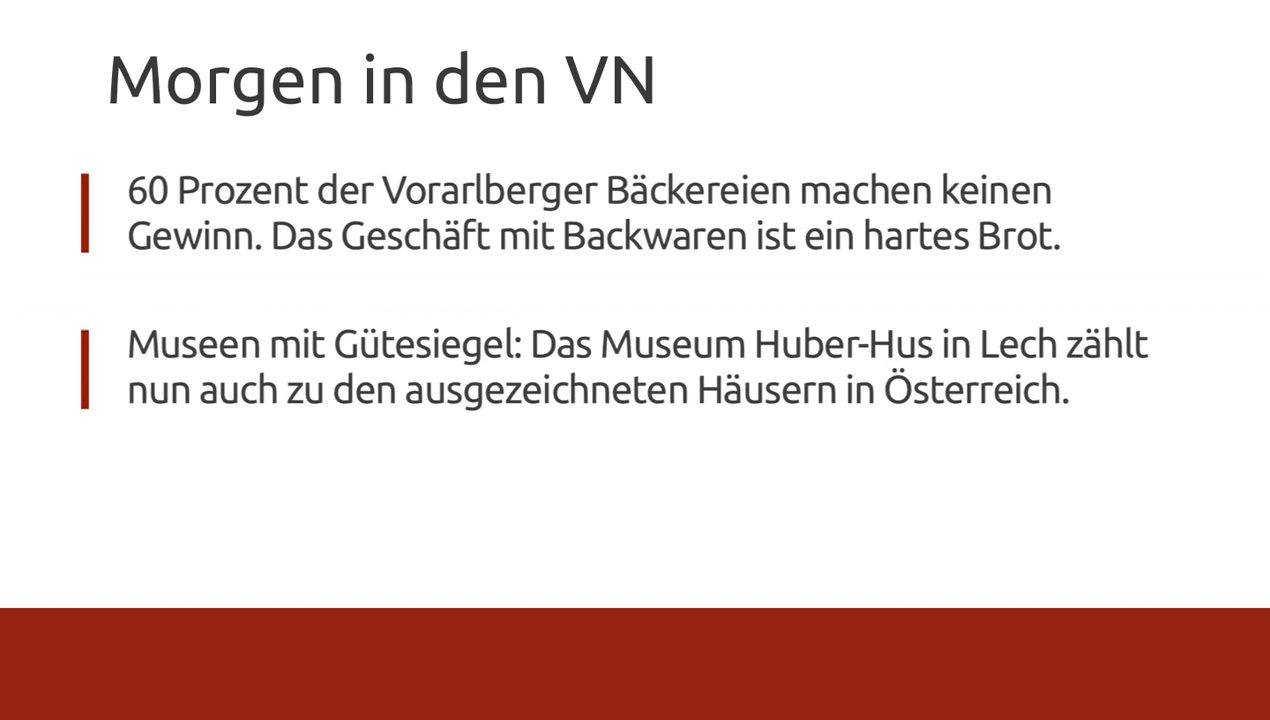 Morgen in den VN
60 Prozent der Vorarlberger Bäckereien machen keinen
Gewinn. Das Geschäft mit Backwaren ist ein hartes Brot.
Museen mit Gütesiegel: Das Museum Huber-Hus in Lech zählt
nun auch zu den ausgezeichneten Häusern in Österreich.